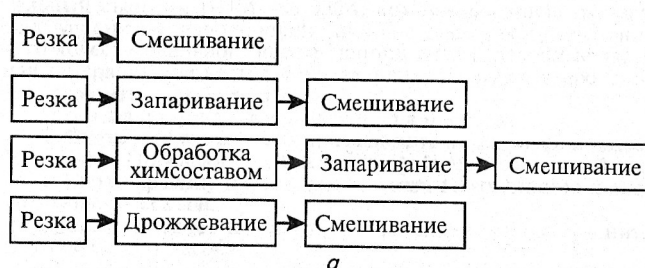 Резка Смешивание
Резка Запаривание Смешивание
Резка Обработка химсоставом Запаривание Смешивание
Резка Дрожжевание Смешивание
а